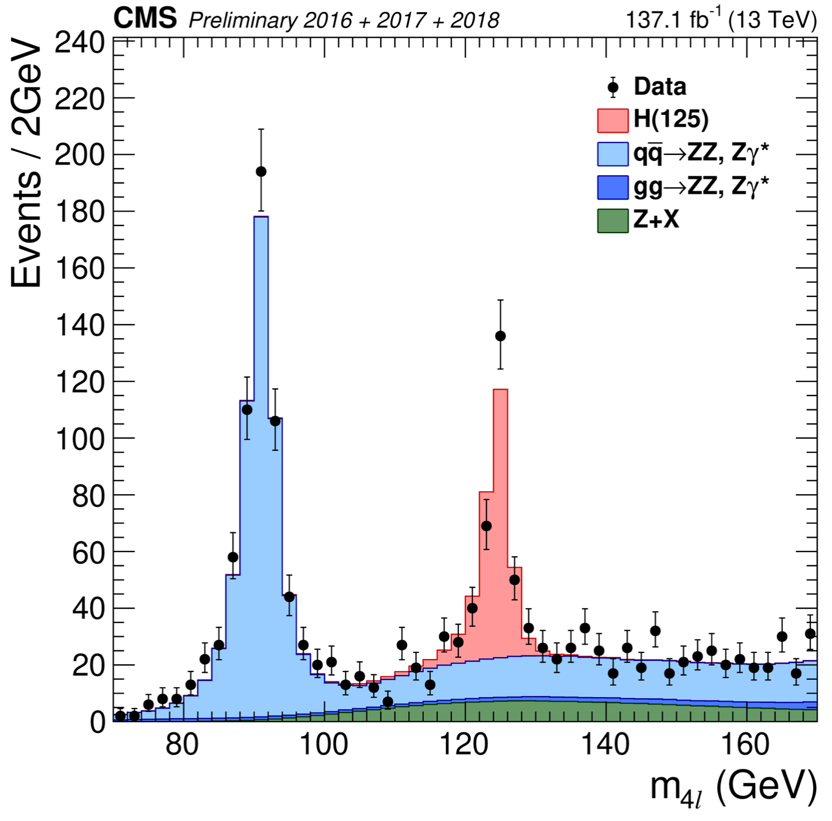 CMS Preliminary 2016 + 2017 + 2018 137.1 fb⁻¹ (13 TeV)
Events / 2GeV
240
220
200
180
160
140
120
100
80
60
40
20
0
Data
H(125)
qq̅→ZZ, Zγ*
gg→ZZ, Zγ*
Z+X
80 100 120 140 160
m₄ₗ (GeV)